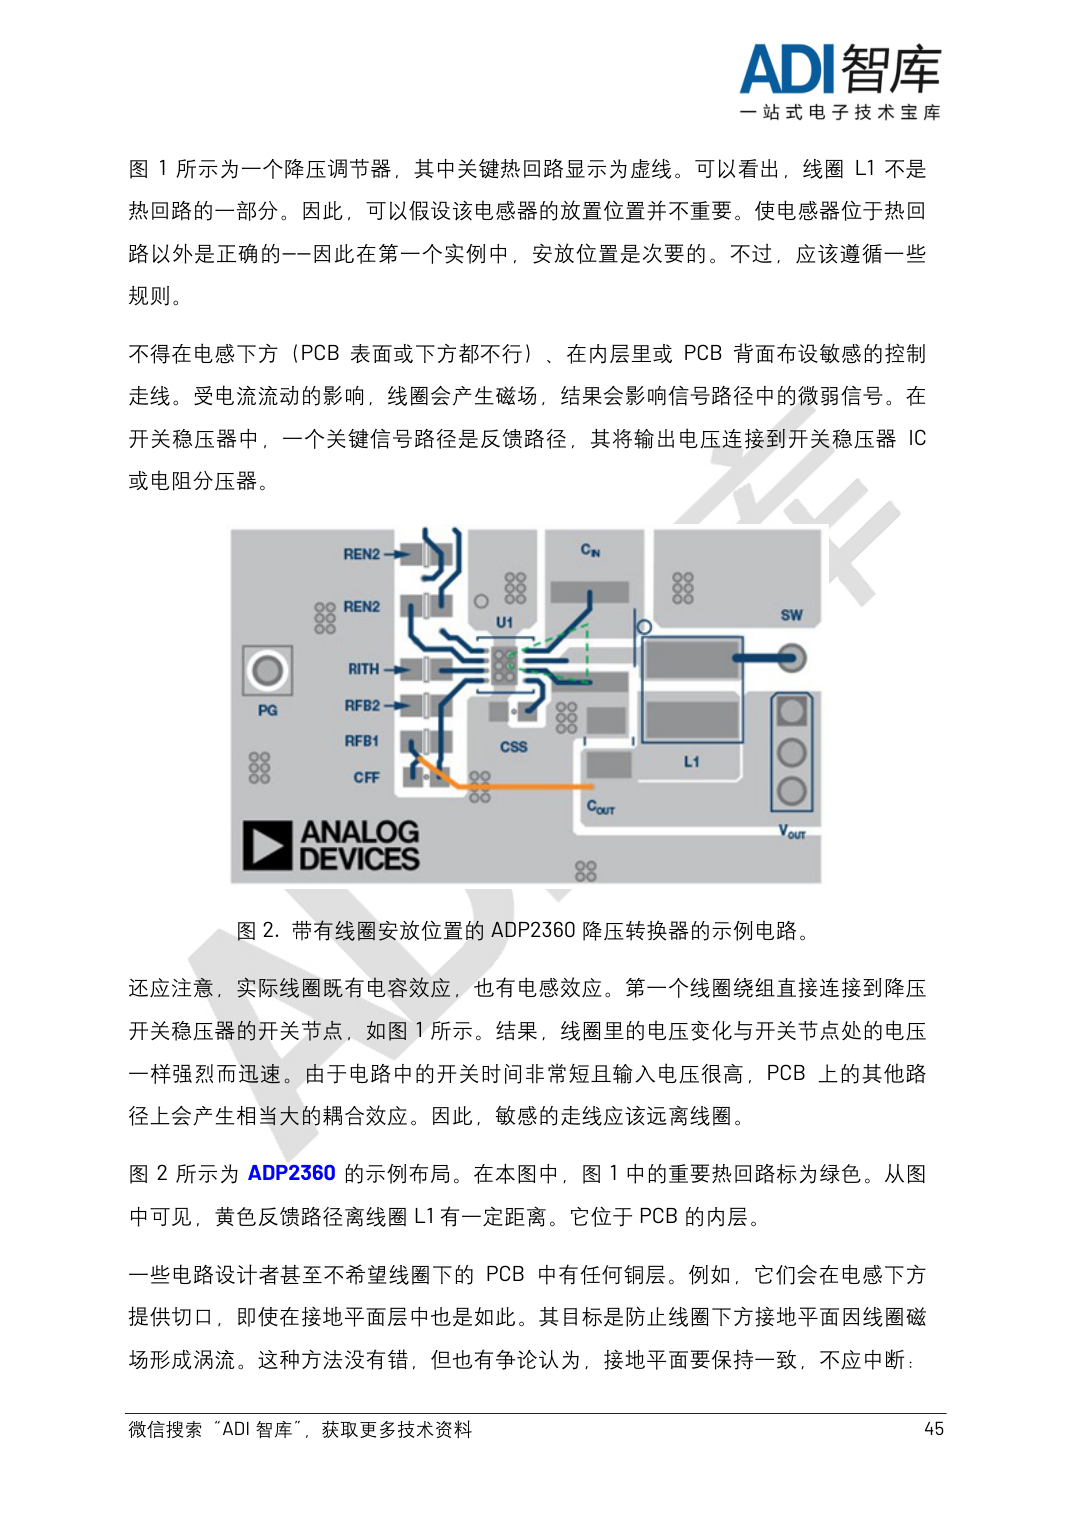 ADI智库
一站式电子技术宝库
图 1 所示为一个降压调节器，其中关键热回路显示为虚线。可以看出，线圈 L1 不是
热回路的一部分。因此，可以假设该电感器的放置位置并不重要。使电感器位于热回
路以外是正确的——因此在第一个实例中，安放位置是次要的。不过，应该遵循一些
规则。
不得在电感下方（PCB 表面或下方都不行）、在内层里或 PCB 背面布设敏感的控制
走线。受电流流动的影响，线圈会产生磁场，结果会影响信号路径中的微弱信号。在
开关稳压器中，一个关键信号路径是反馈路径，其将输出电压连接到开关稳压器 IC
或电阻分压器。
REN2
CIN
REN2
U1
SW
RITH
PG
RFB2
RFB1
CSS
L1
CFF
COUT
VOUT
ANALOG
DEVICES
图 2. 带有线圈安放位置的 ADP2360 降压转换器的示例电路。
还应注意，实际线圈既有电容效应，也有电感效应。第一个线圈绕组直接连接到降压
开关稳压器的开关节点，如图 1 所示。结果，线圈里的电压变化与开关节点处的电压
一样强烈而迅速。由于电路中的开关时间非常短且输入电压很高，PCB 上的其他路
径上会产生相当大的耦合效应。因此，敏感的走线应该远离线圈。
图 2 所示为 ADP2360 的示例布局。在本图中，图 1 中的重要热回路标为绿色。从图
中可见，黄色反馈路径离线圈 L1 有一定距离。它位于 PCB 的内层。
一些电路设计者甚至不希望线圈下的 PCB 中有任何铜层。例如，它们会在电感下方
提供切口，即使在接地平面层中也是如此。其目标是防止线圈下方接地平面因线圈磁
场形成涡流。这种方法没有错，但也有争论认为，接地平面要保持一致，不应中断：
微信搜索“ADI 智库”，获取更多技术资料
45